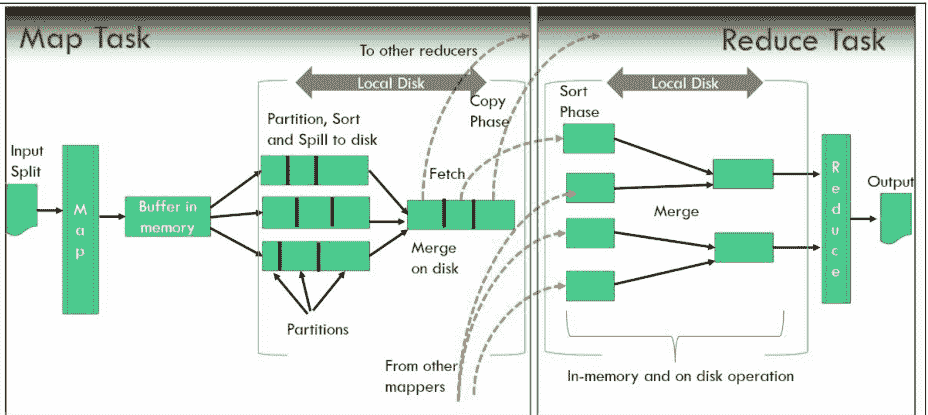 Map Task
Reduce Task
To other reducers
Local Disk
Copy
Phase
Partition, Sort
and Spill to disk
Input
Split
Map
Buffer in
memory
Fetch
Merge
on disk
Partitions
From other
mappers
Sort
Phase
Local Disk
Merge
Reduce
Output
In-memory and on disk operation